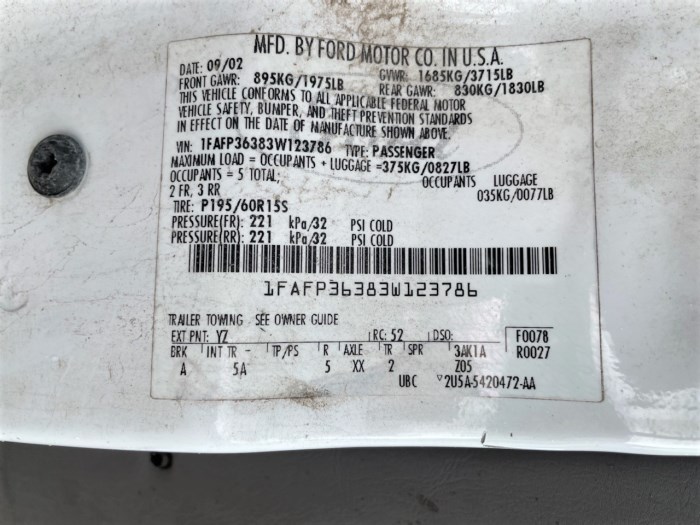 MFD. BY FORD MOTOR CO. IN U.S.A.
DATE: 09/02 GVWR: 1685KG/3715LB
FRONT GAWR: 895KG/1975LB REAR GAWR: 830KG/1830LB
THIS VEHICLE CONFORMS TO ALL APPLICABLE FEDERAL MOTOR
VEHICLE SAFETY, BUMPER, AND THEFT PREVENTION STANDARDS
IN EFFECT ON THE DATE OF MANUFACTURE SHOWN ABOVE.
VIN: 1FAFP36383W123786 TYPE: PASSENGER
MAXIMUM LOAD = OCCUPANTS + LUGGAGE =375KG/0827LB
OCCUPANTS = 5 TOTAL; OCCUPANTS LUGGAGE
2 FR, 3 RR 035KG/0077LB
TIRE: P195/60R15S
PRESSURE(FR): 221 kPa/32 PSI COLD
PRESSURE(RR): 221 kPa/32 PSI COLD
1FAFP36383W123786
TRAILER TOWING SEE OWNER GUIDE
EXT PNT: YZ RC: 52 DSO: F0078
BRK INT TR - TP/PS R AXLE TR SPR 3AK1A R0027
A 5A 5 XX 2 Z05
UBC ▽2U5A-5420472-AA